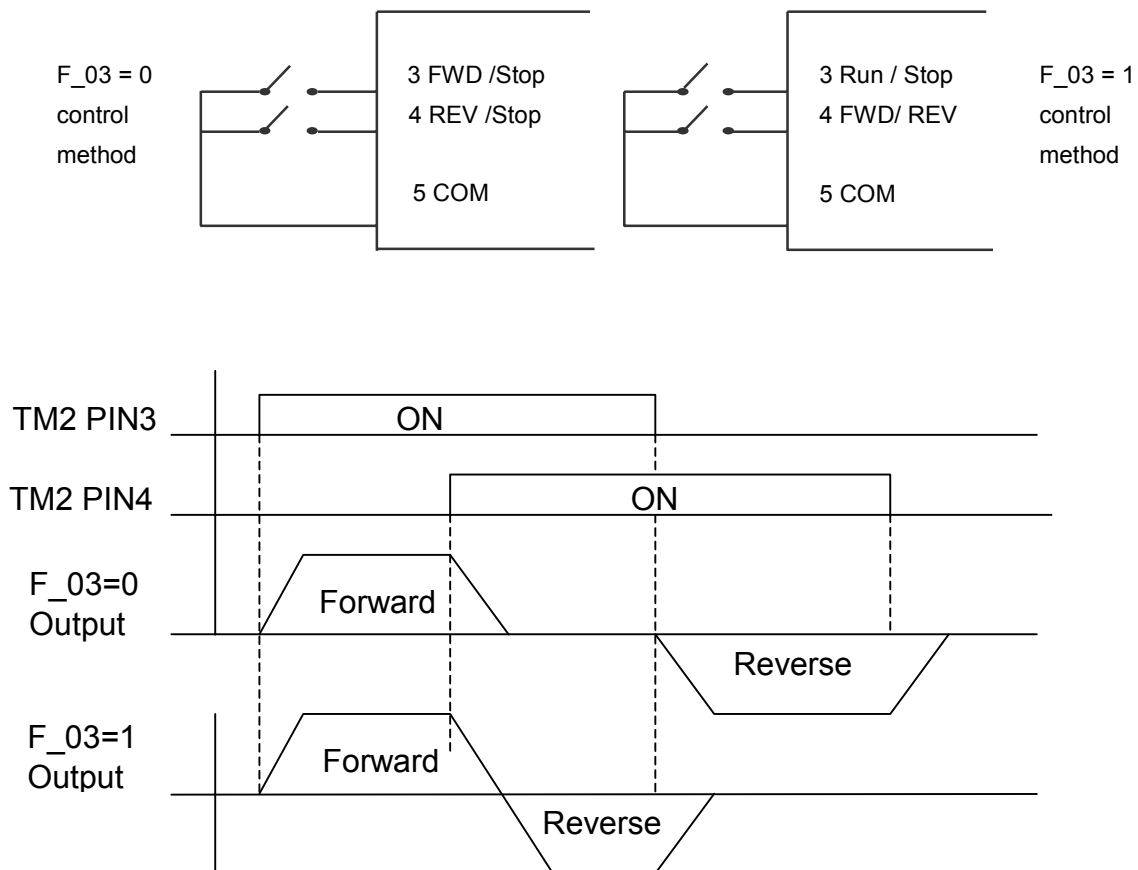 F_03 = 0
control
method
3 FWD /Stop
4 REV /Stop
5 COM
3 Run / Stop
4 FWD/ REV
5 COM
F_03 = 1
control
method
TM2 PIN3
ON
TM2 PIN4
ON
F_03=0
Output
Forward
Reverse
F_03=1
Output
Forward
Reverse